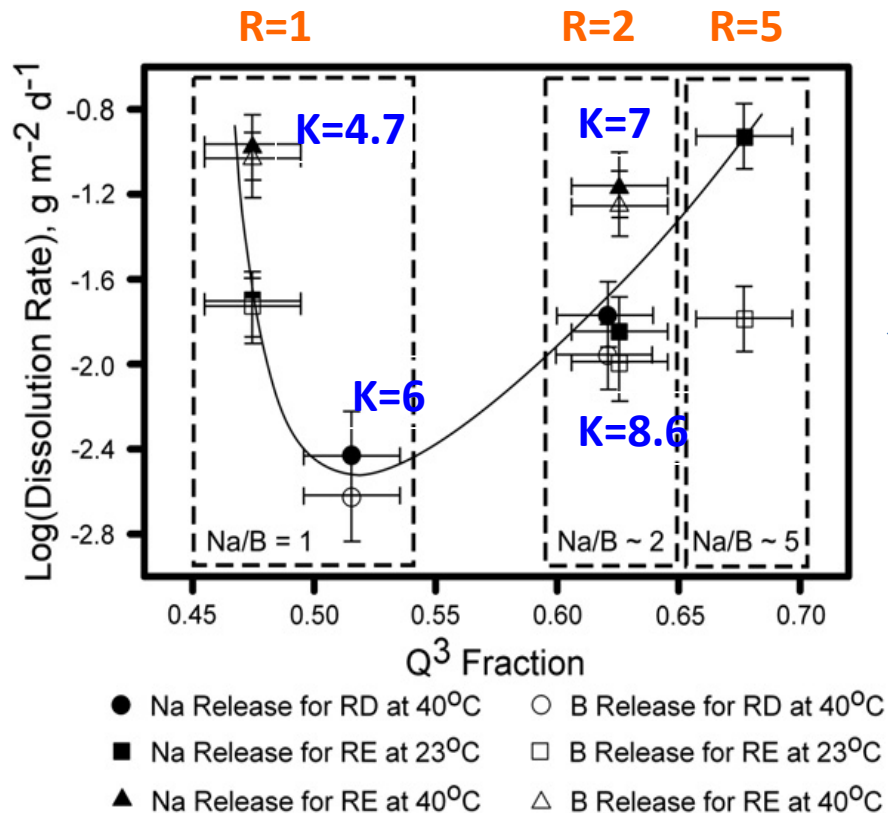 R=1 R=2 R=5
-0.8
K=4.7 K=7
-1.2
-1.6
-2.0
K=6
K=8.6
-2.4
-2.8
Na/B = 1 Na/B ~ 2 Na/B ~ 5
Log(Dissolution Rate), g m-2 d-1
0.45 0.50 0.55 0.60 0.65 0.70
Q3 Fraction
Na Release for RD at 40oC B Release for RD at 40oC
Na Release for RE at 23oC B Release for RE at 23oC
Na Release for RE at 40oC B Release for RE at 40oC